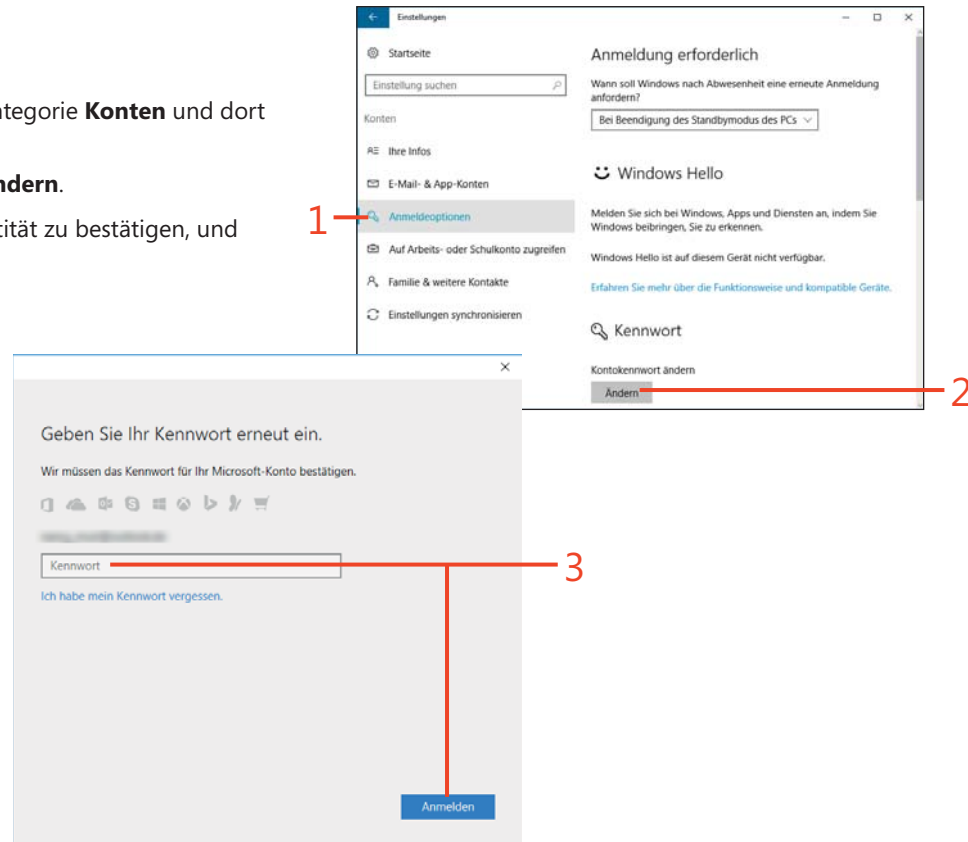 ategorie Konten und dort
ndern.
tität zu bestätigen, und
Einstellungen
Startseite
Einstellung suchen
Konten
Ihre Infos
E-Mail- & App-Konten
1
Anmeldeoptionen
Auf Arbeits- oder Schulkonto zugreifen
Familie & weitere Kontakte
Einstellungen synchronisieren
Anmeldung erforderlich
Wann soll Windows nach Abwesenheit eine erneute Anmeldung
anfordern?
Bei Beendigung des Standbymodus des PCs
Windows Hello
Melden Sie sich bei Windows, Apps und Diensten an, indem Sie
Windows beibringen, Sie zu erkennen.
Windows Hello ist auf diesem Gerät nicht verfügbar.
Erfahren Sie mehr über die Funktionsweise und kompatible Geräte.
Kennwort
Kontokennwort ändern
Ändern
2
Geben Sie Ihr Kennwort erneut ein.
Wir müssen das Kennwort für Ihr Microsoft-Konto bestätigen.
Kennwort
3
Ich habe mein Kennwort vergessen.
Anmelden